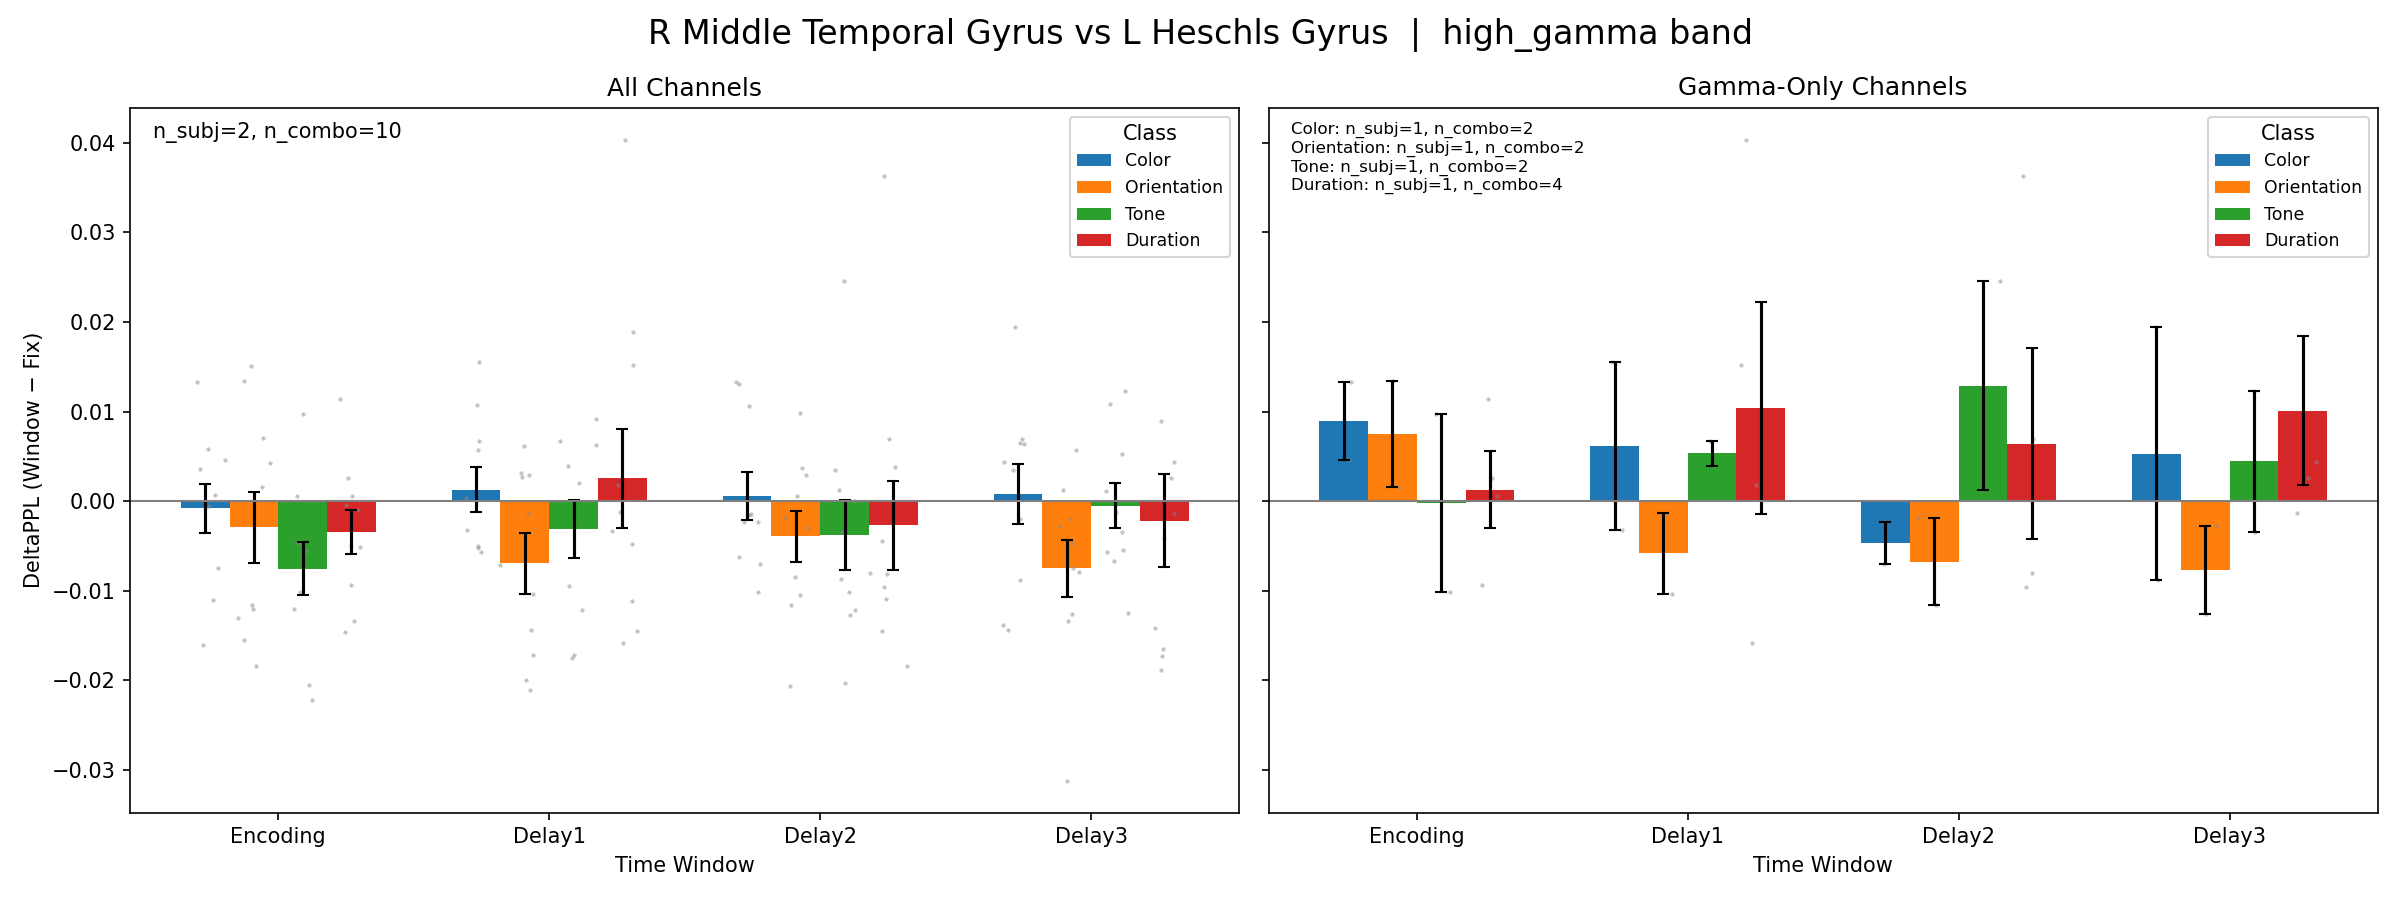 R Middle Temporal Gyrus vs L Heschls Gyrus | high_gamma band
All Channels
n_subj=2, n_combo=10
Class
Color
Orientation
Tone
Duration
DeltaPPL (Window − Fix)
0.04
0.03
0.02
0.01
0.00
−0.01
−0.02
−0.03
Encoding
Delay1
Delay2
Delay3
Time Window
Gamma-Only Channels
Color: n_subj=1, n_combo=2
Orientation: n_subj=1, n_combo=2
Tone: n_subj=1, n_combo=2
Duration: n_subj=1, n_combo=4
Class
Color
Orientation
Tone
Duration
Encoding
Delay1
Delay2
Delay3
Time Window